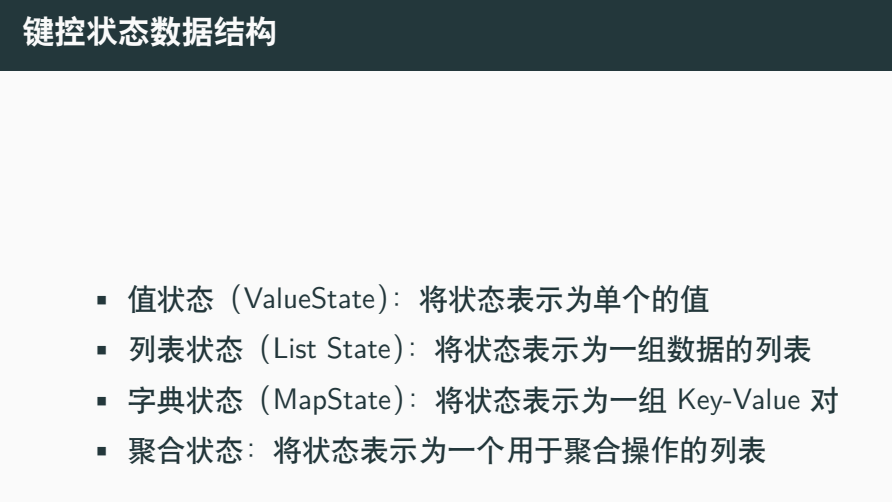 键控状态数据结构
▪ 值状态（ValueState）：将状态表示为单个的值
▪ 列表状态（List State）：将状态表示为一组数据的列表
▪ 字典状态（MapState）：将状态表示为一组 Key-Value 对
▪ 聚合状态：将状态表示为一个用于聚合操作的列表